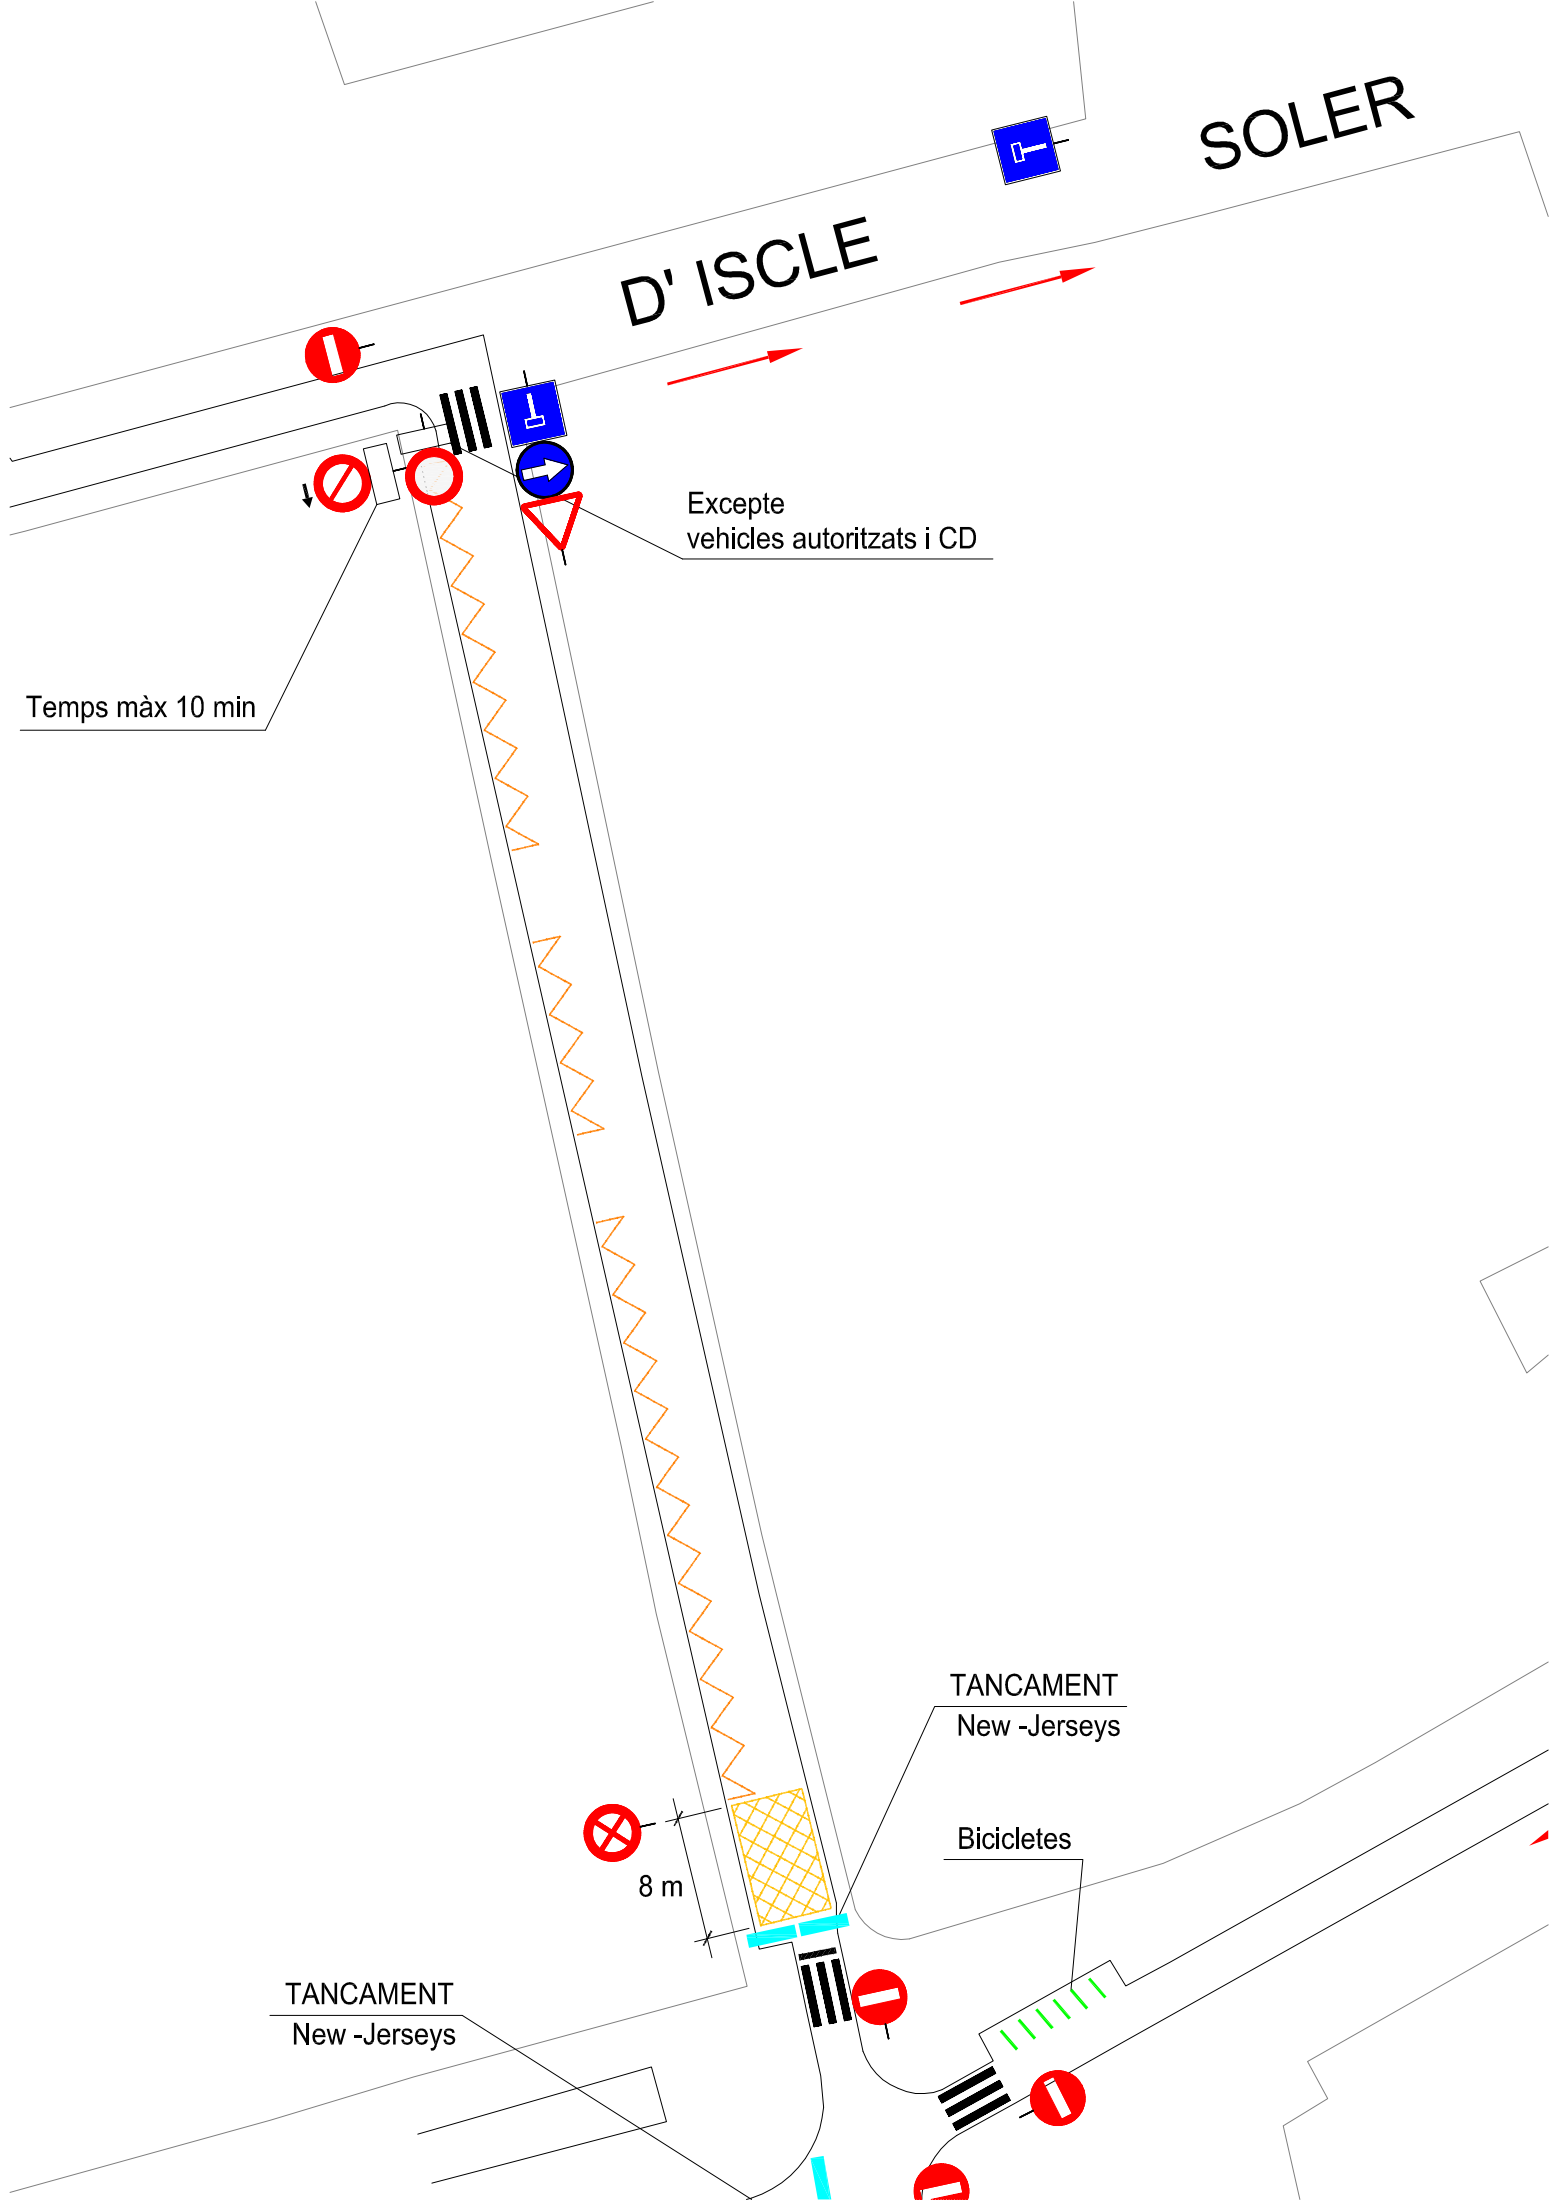 SOLER
D' ISCLE
Excepte
vehicles autoritzats i CD
Temps màx 10 min
TANCAMENT
New -Jerseys
Bicicletes
8 m
TANCAMENT
New -Jerseys